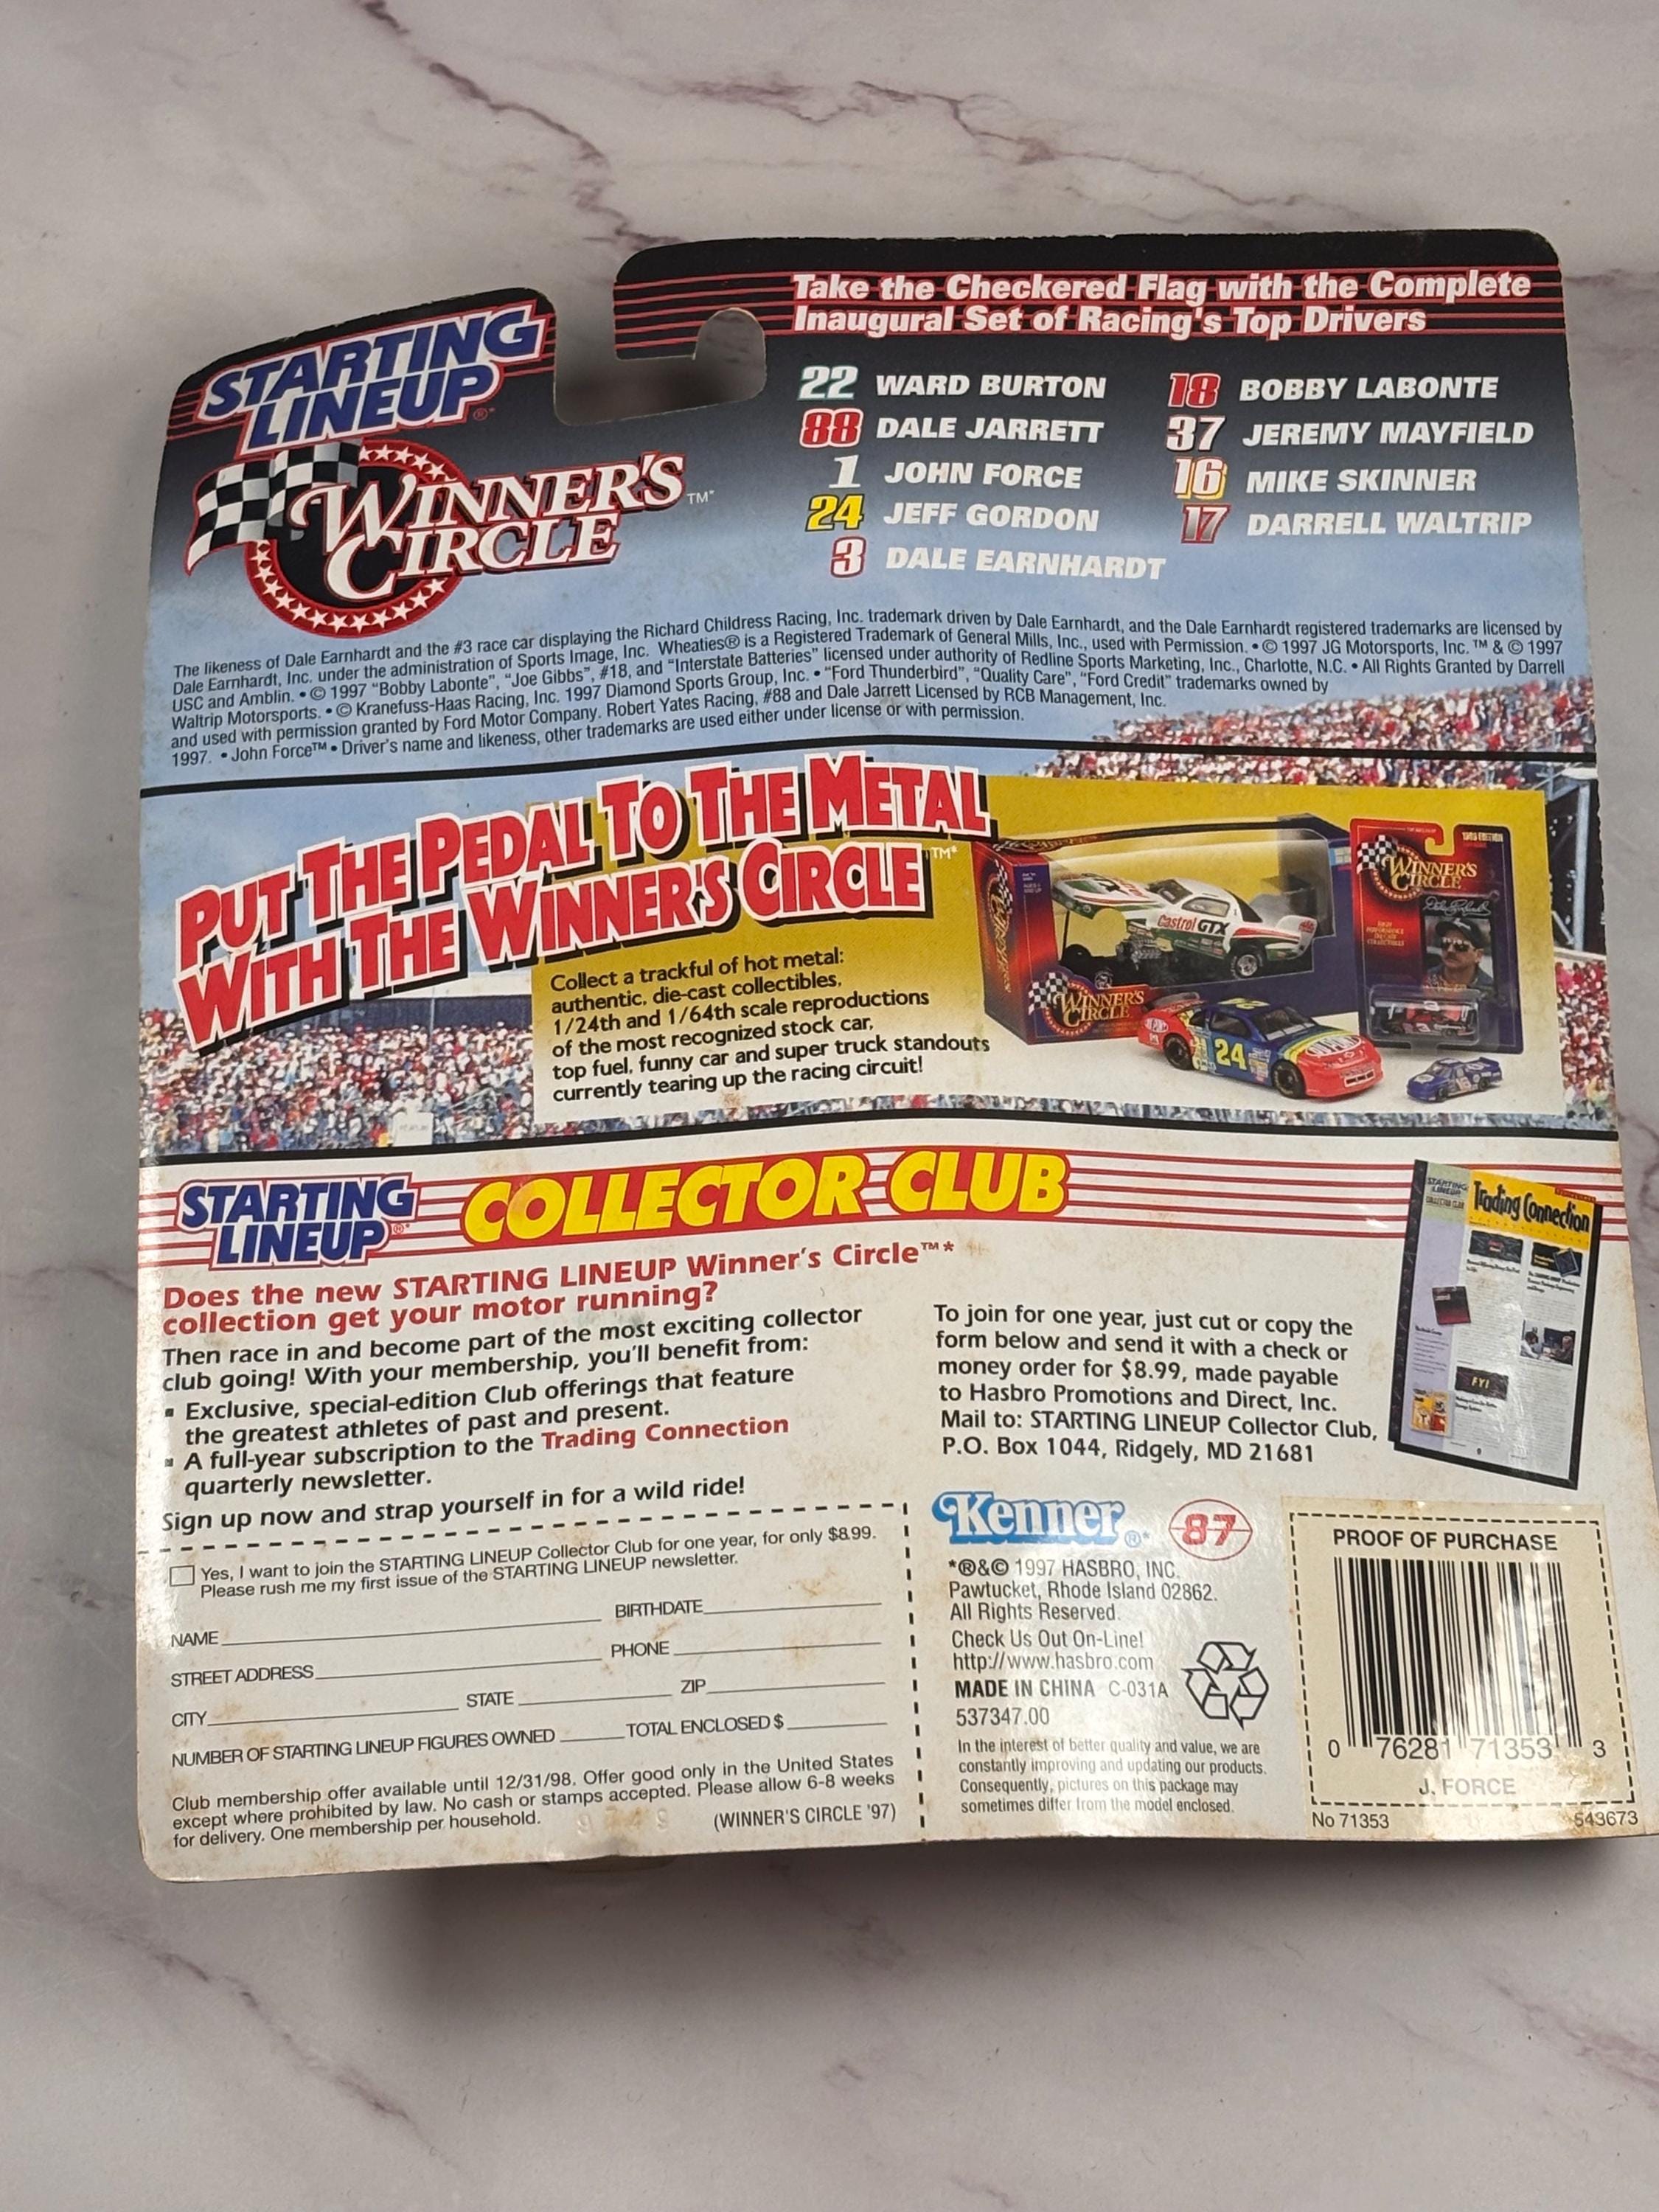 STARTING
LINEUP®*
WINNER'S
CIRCLE
TM*
Take the Checkered Flag with the Complete
Inaugural Set of Racing's Top Drivers
22 WARD BURTON
88 DALE JARRETT
1 JOHN FORCE
24 JEFF GORDON
3 DALE EARNHARDT
18 BOBBY LABONTE
37 JEREMY MAYFIELD
16 MIKE SKINNER
17 DARRELL WALTRIP
The likeness of Dale Earnhardt and the #3 race car displaying the Richard Childress Racing, Inc. trademark driven by Dale Earnhardt, and the Dale Earnhardt registered trademarks are licensed by
Dale Earnhardt, Inc. under the administration of Sports Image, Inc. Wheaties® is a Registered Trademark of General Mills, Inc., used with Permission. • © 1997 JG Motorsports, Inc. ™ & © 1997
USC and Amblin. • © 1997 "Bobby Labonte", "Joe Gibbs", #18, and "Interstate Batteries" licensed under authority of Redline Sports Marketing, Inc., Charlotte, N.C. • All Rights Granted by Darrell
Waltrip Motorsports. • © Kranefuss-Haas Racing, Inc. 1997 Diamond Sports Group, Inc. • "Ford Thunderbird", "Quality Care", "Ford Credit" trademarks owned by
and used with permission granted by Ford Motor Company. Robert Yates Racing, #88 and Dale Jarrett Licensed by RCB Management, Inc.
1997. • John Force™ • Driver's name and likeness, other trademarks are used either under license or with permission.
PUT THE PEDAL TO THE METAL
WITH THE WINNER'S CIRCLE™*
Collect a trackful of hot metal:
authentic, die-cast collectibles,
1/24th and 1/64th scale reproductions
of the most recognized stock car,
top fuel, funny car and super truck standouts
currently tearing up the racing circuit!
Castrol GTX
WINNER'S
CIRCLE
24
WINNER'S
CIRCLE
STARTING
LINEUP®*
COLLECTOR CLUB
Does the new STARTING LINEUP Winner's Circle™*
collection get your motor running?
Then race in and become part of the most exciting collector
club going! With your membership, you'll benefit from:
▪ Exclusive, special-edition Club offerings that feature
the greatest athletes of past and present.
▪ A full-year subscription to the Trading Connection
quarterly newsletter.
Sign up now and strap yourself in for a wild ride!
To join for one year, just cut or copy the
form below and send it with a check or
money order for $8.99, made payable
to Hasbro Promotions and Direct, Inc.
Mail to: STARTING LINEUP Collector Club,
P.O. Box 1044, Ridgely, MD 21681
STARTING
LINEUP
COLLECTOR CLUB
Trading Connection
FYI
Yes, I want to join the STARTING LINEUP Collector Club for one year, for only $8.99.
Please rush me my first issue of the STARTING LINEUP newsletter.
NAME BIRTHDATE
STREET ADDRESS PHONE
CITY STATE ZIP
NUMBER OF STARTING LINEUP FIGURES OWNED TOTAL ENCLOSED $
Club membership offer available until 12/31/98. Offer good only in the United States
except where prohibited by law. No cash or stamps accepted. Please allow 6-8 weeks
for delivery. One membership per household.
(WINNER'S CIRCLE '97)
Kenner®*
87
*®&© 1997 HASBRO, INC.
Pawtucket, Rhode Island 02862.
All Rights Reserved.
Check Us Out On-Line!
http://www.hasbro.com
MADE IN CHINA C-031A
537347.00
In the interest of better quality and value, we are
constantly improving and updating our products.
Consequently, pictures on this package may
sometimes differ from the model enclosed.
PROOF OF PURCHASE
0 76281 71353 3
J. FORCE
No 71353
543673